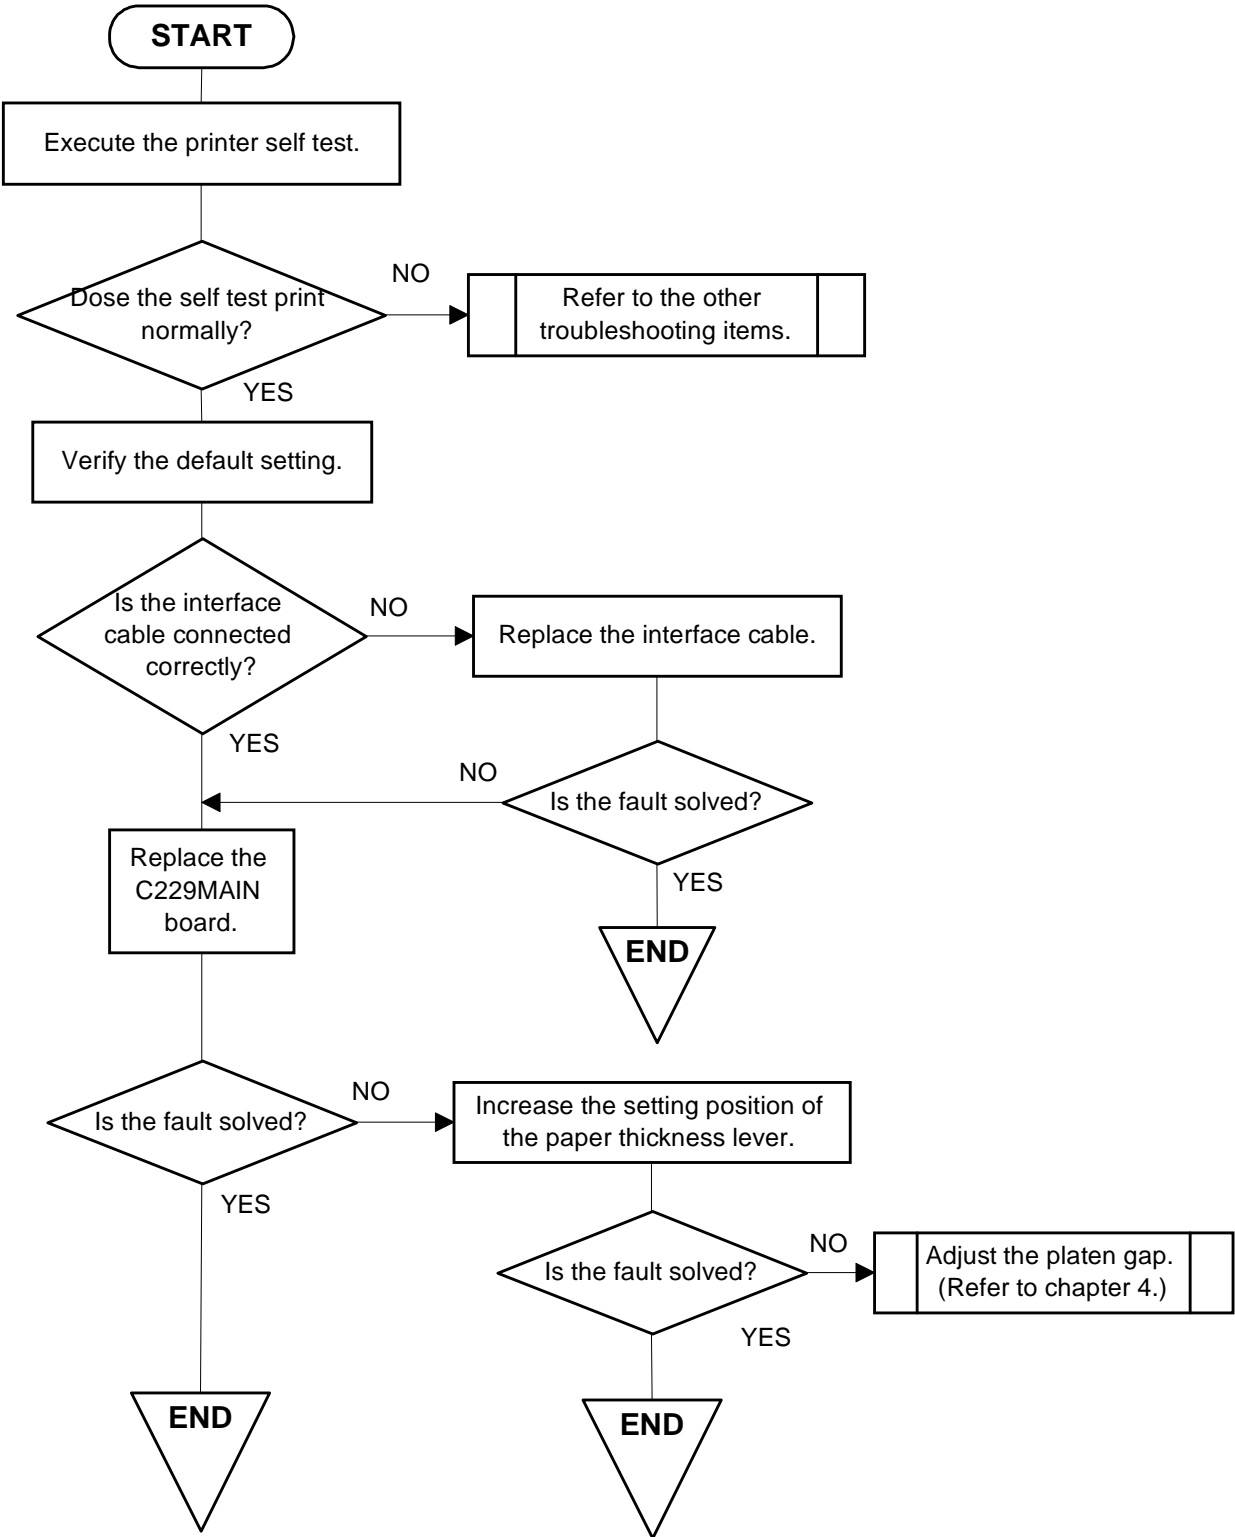 START
Execute the printer self test.
Dose the self test print
normally?
NO
Refer to the other
troubleshooting items.
YES
Verify the default setting.
Is the interface
cable connected
correctly?
NO
Replace the interface cable.
YES
NO
Is the fault solved?
YES
END
Replace the
C229MAIN
board.
Is the fault solved?
NO
Increase the setting position of
the paper thickness lever.
YES
Is the fault solved?
NO
Adjust the platen gap.
(Refer to chapter 4.)
YES
END
END